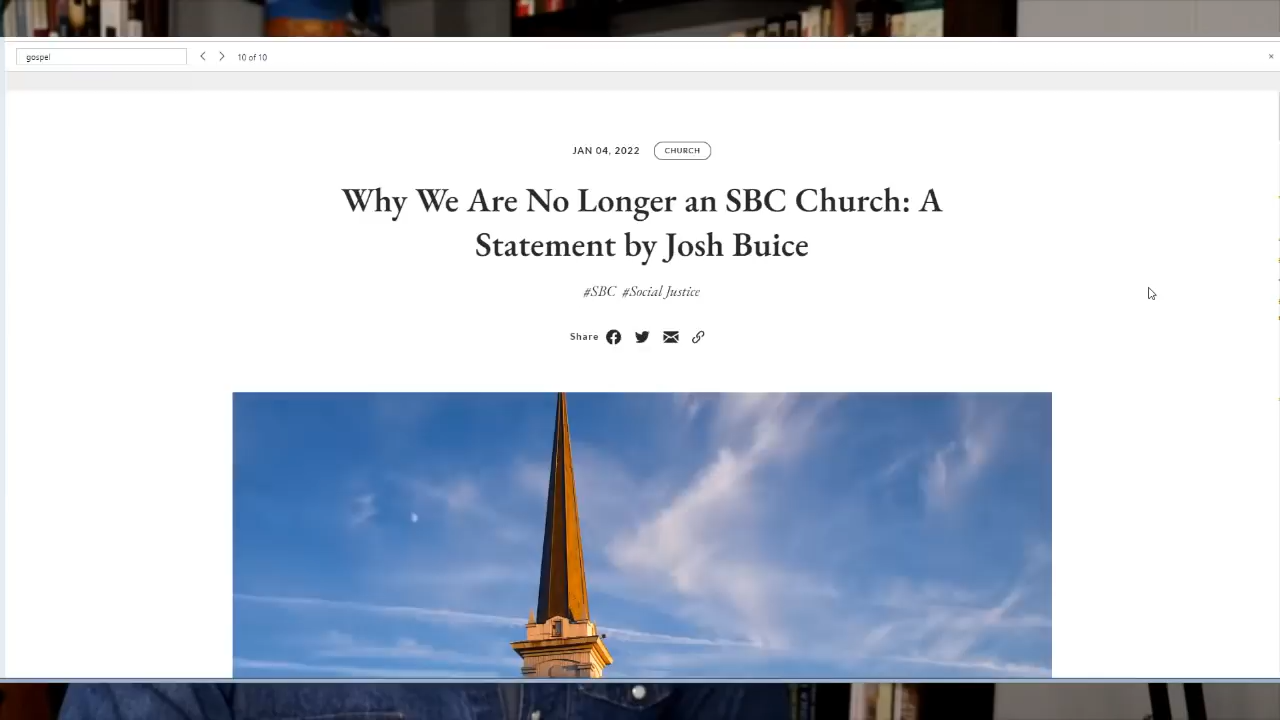 gospel
10 of 10
JAN 04, 2022 CHURCH
Why We Are No Longer an SBC Church: A
Statement by Josh Buice
#SBC #Social Justice
Share